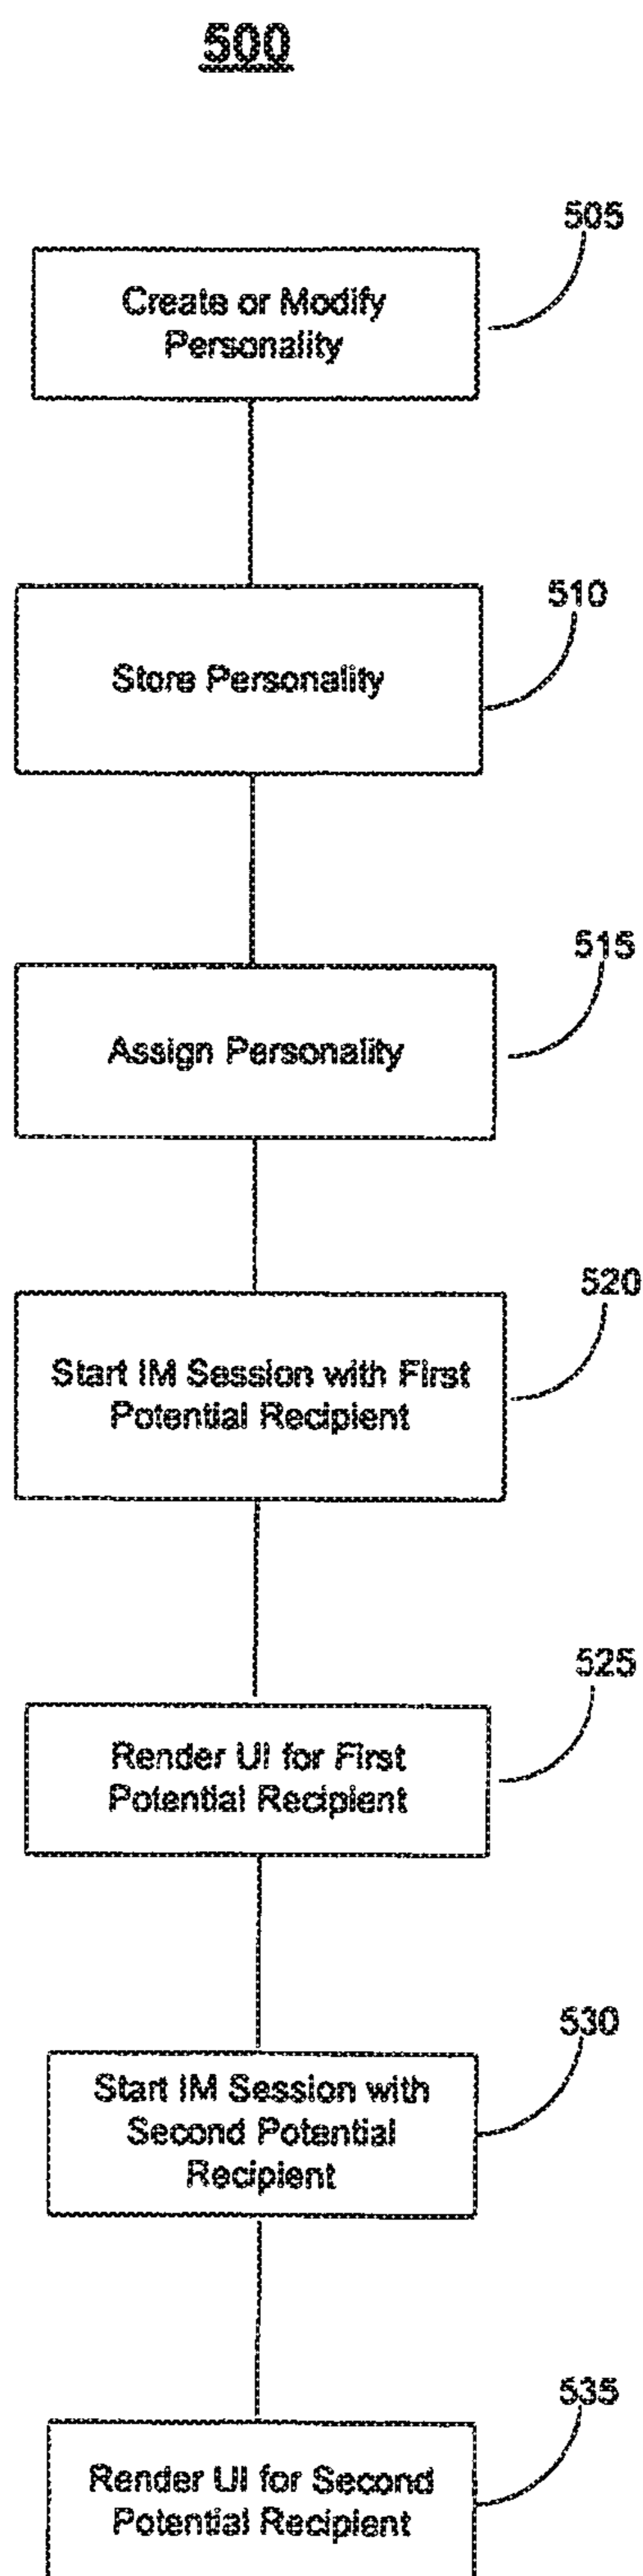 500
505
Create or Modify
Personality
510
Store Personality
515
Assign Personality
520
Start IM Session with First
Potential Recipient
525
Render UI for First
Potential Recipient
530
Start IM Session with
Second Potential
Recipient
535
Render UI for Second
Potential Recipient